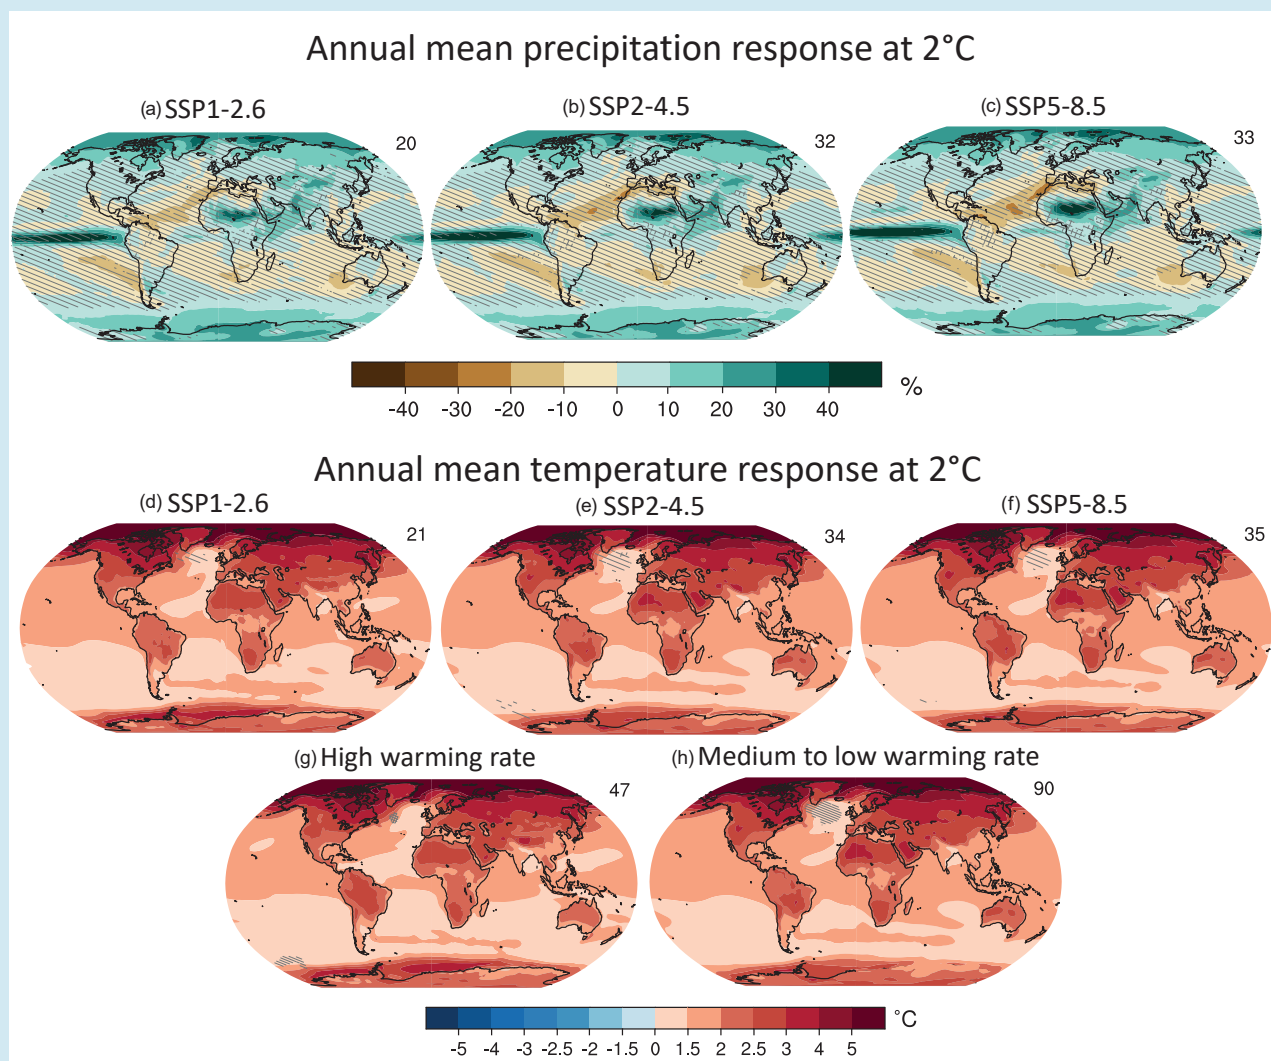 Annual mean precipitation response at 2°C
(a) SSP1-2.6
20
(b) SSP2-4.5
32
(c) SSP5-8.5
33
-40 -30 -20 -10 0 10 20 30 40 %
Annual mean temperature response at 2°C
(d) SSP1-2.6
21
(e) SSP2-4.5
34
(f) SSP5-8.5
35
(g) High warming rate
47
(h) Medium to low warming rate
90
-5 -4 -3 -2.5 -2 -1.5 0 1.5 2 2.5 3 4 5 °C